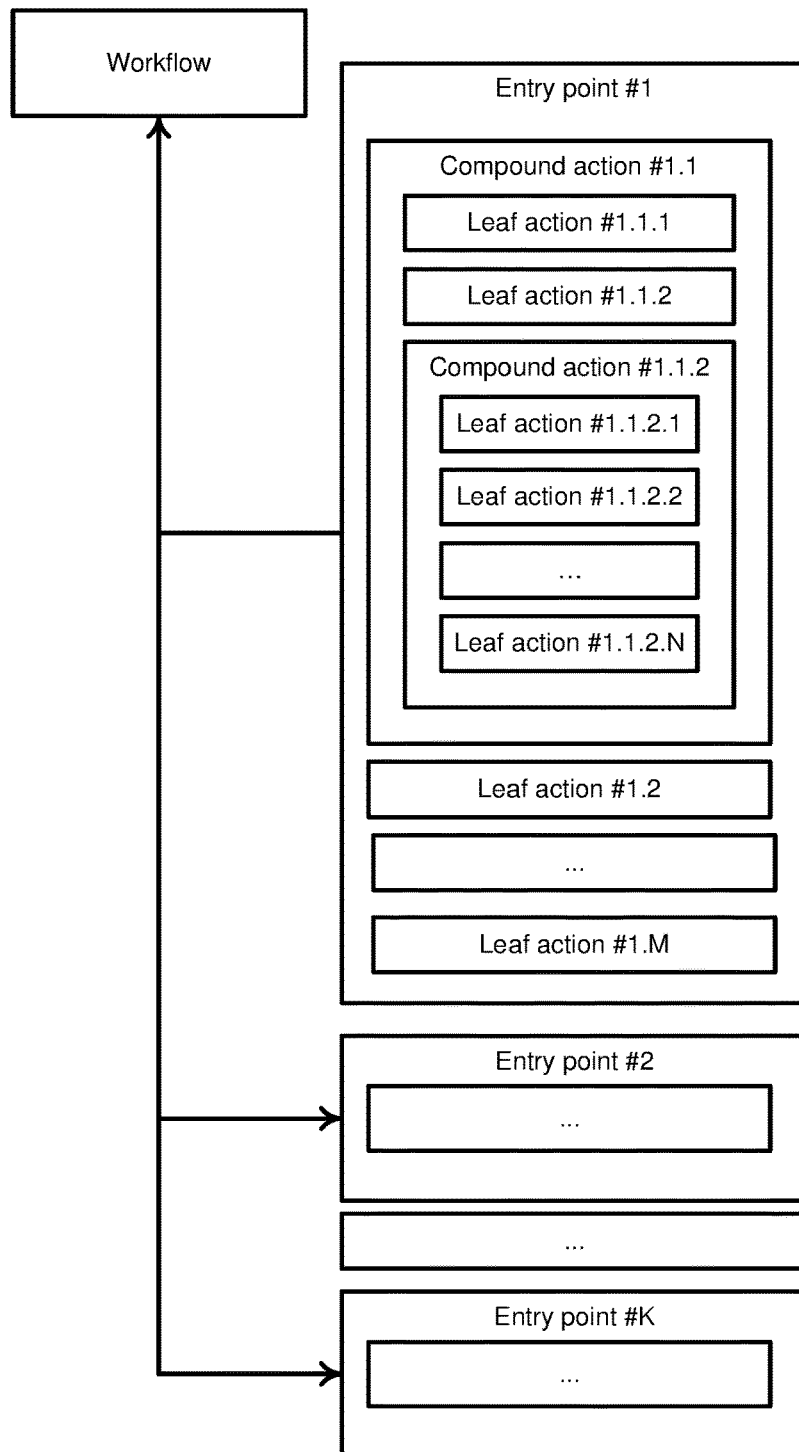 Workflow
Entry point #1
Compound action #1.1
Leaf action #1.1.1
Leaf action #1.1.2
Compound action #1.1.2
Leaf action #1.1.2.1
Leaf action #1.1.2.2
...
Leaf action #1.1.2.N
Leaf action #1.2
...
Leaf action #1.M
Entry point #2
...
...
Entry point #K
...